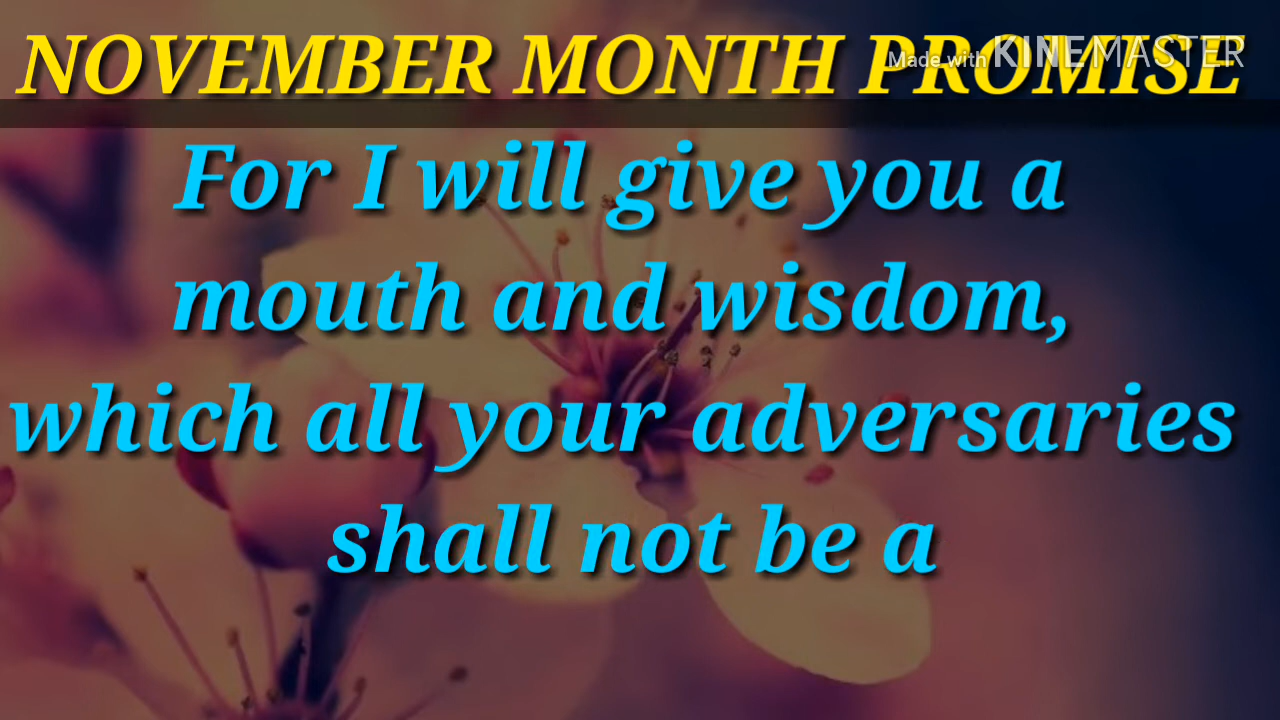 NOVEMBER MONTH PROMISE
Made with KINEMASTER
For I will give you a
mouth and wisdom,
which all your adversaries
shall not be a